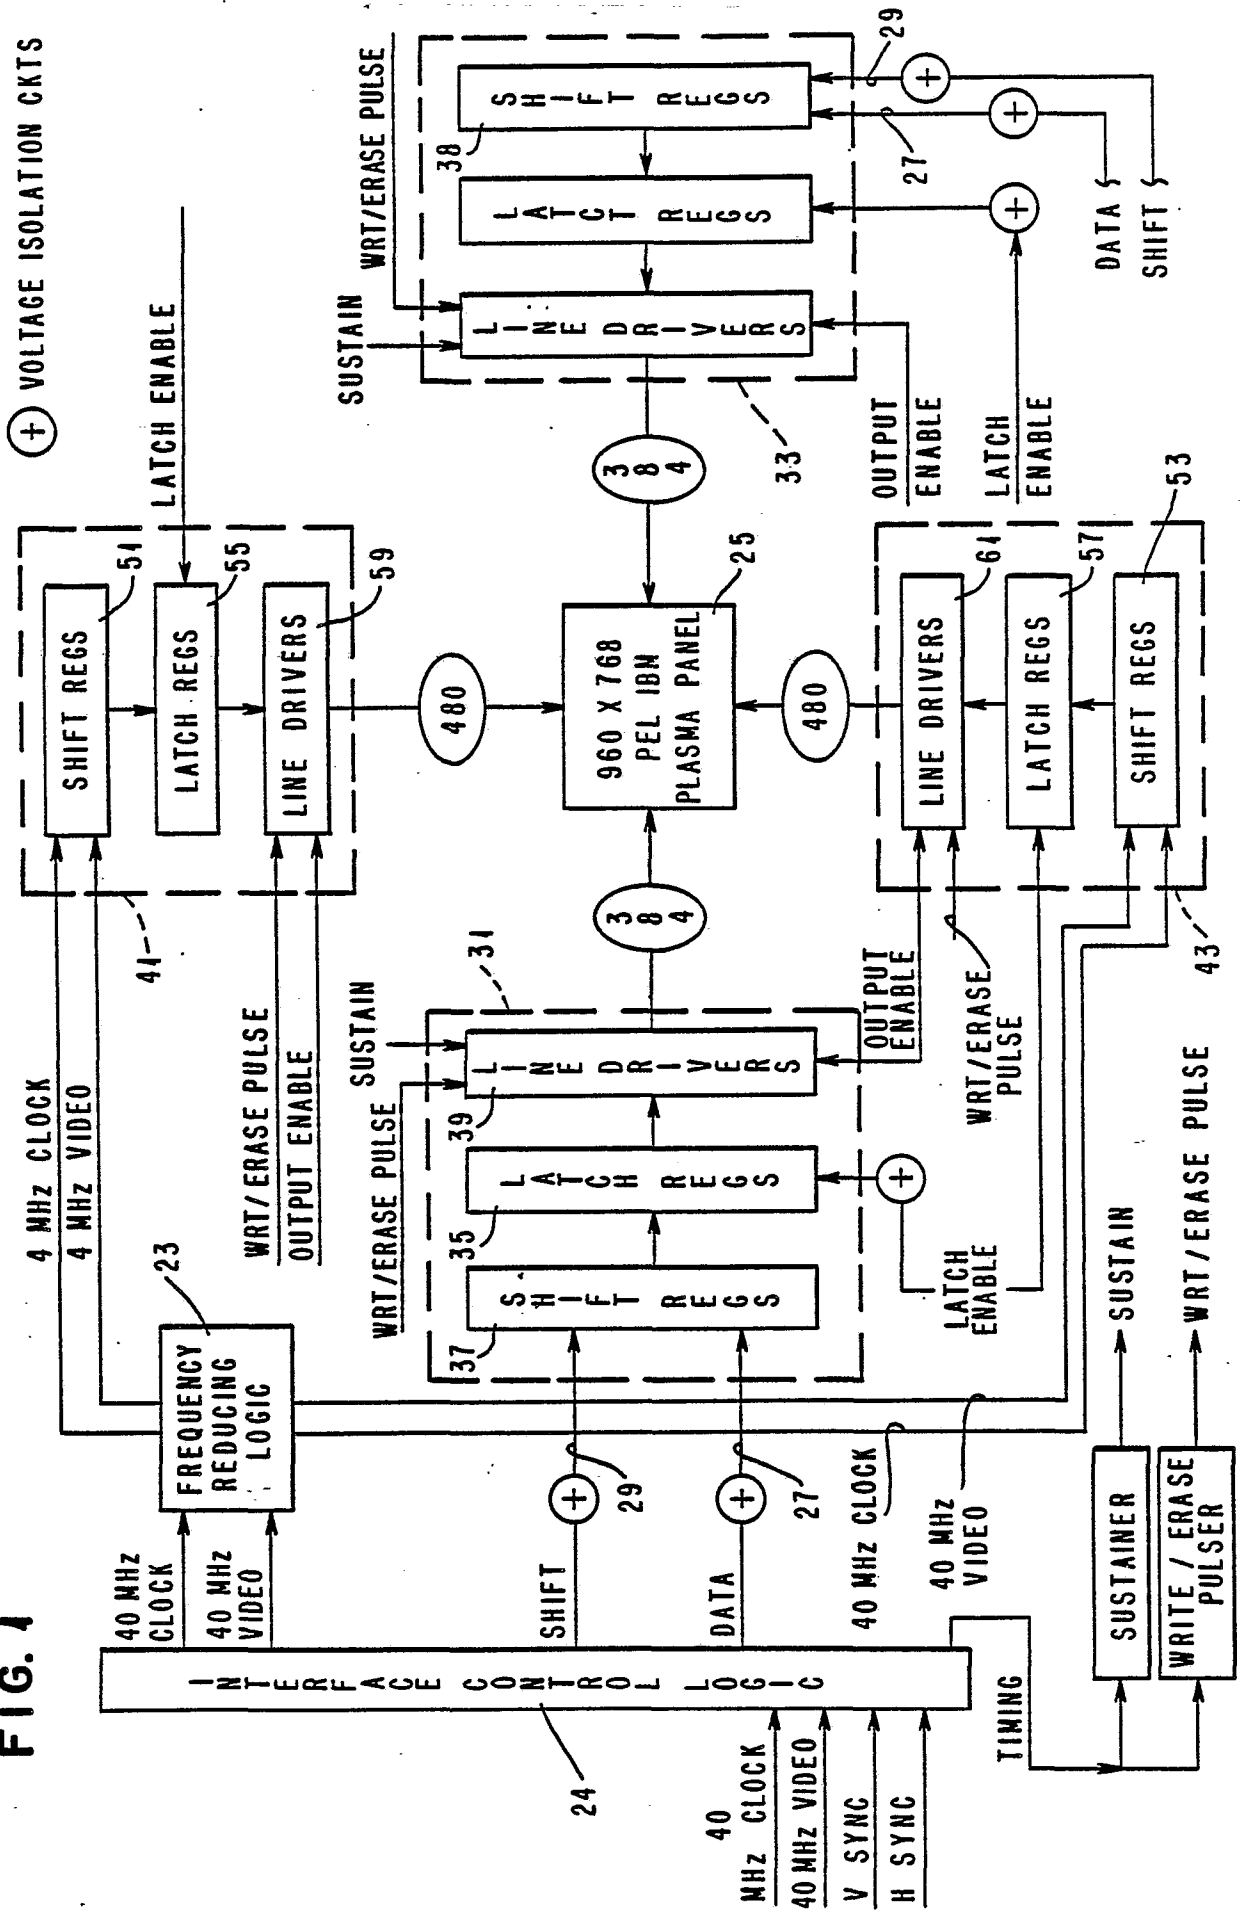 FIG. 1
⊕ VOLTAGE ISOLATION CKTS
4 MHz CLOCK
4 MHz VIDEO
41
SHIFT REGS
51
LATCH REGS
55
LINE DRIVERS
59
LATCH ENABLE
WRT/ERASE PULSE
OUTPUT ENABLE
40 MHz
CLOCK
40 MHz
VIDEO
FREQUENCY
REDUCING
LOGIC
23
480
INTERFACE CONTROL LOGIC
24
40
MHz CLOCK
40 MHz VIDEO
V SYNC
H SYNC
SHIFT
29
DATA
27
WRT/ERASE PULSE
SUSTAIN
31
37
SHIFT REGS
35
LATCH REGS
39
LINE DRIVERS
384
960 X 768
PEL IBM
PLASMA PANEL
25
384
SUSTAIN
WRT/ERASE PULSE
LINE DRIVERS
LATCT REGS
38
SHIFT REGS
33
27
29
OUTPUT
ENABLE
LATCH
ENABLE
DATA
SHIFT
40 MHz CLOCK
40 MHz
VIDEO
LATCH
ENABLE
OUTPUT
ENABLE
WRT/ERASE
PULSE
480
LINE DRIVERS
61
LATCH REGS
57
SHIFT REGS
53
43
TIMING
SUSTAINER
SUSTAIN
WRITE / ERASE
PULSER
WRT/ERASE PULSE